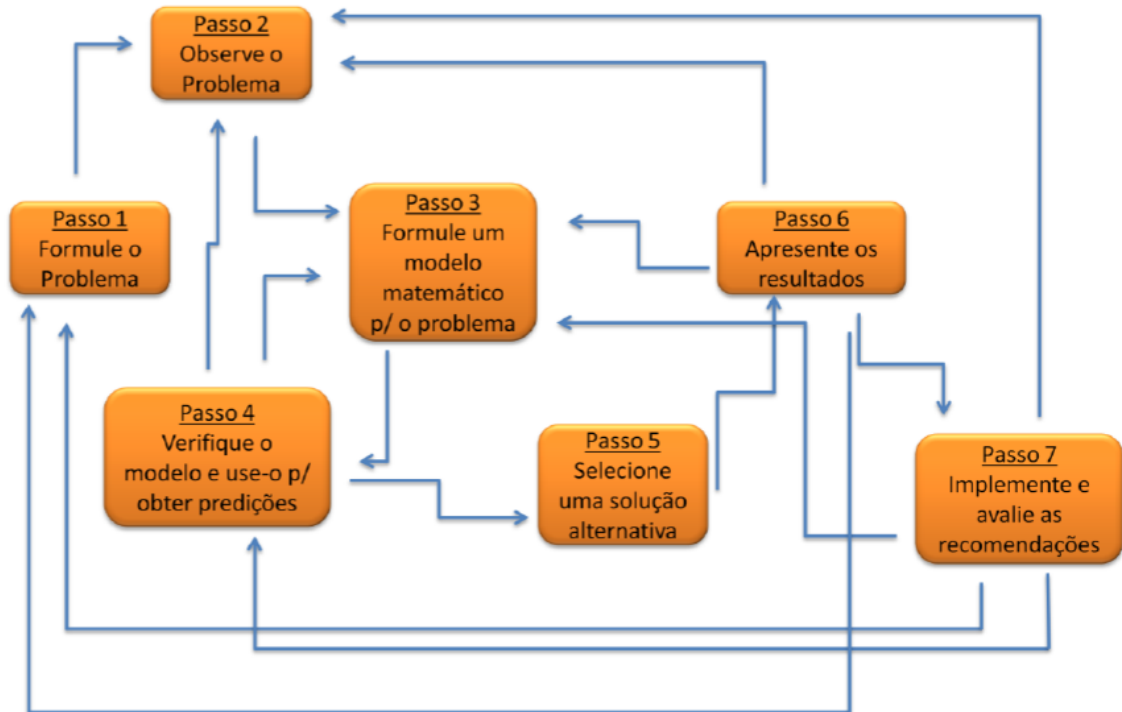 Passo 1
Formule o
Problema
Passo 2
Observe o
Problema
Passo 3
Formule um
modelo
matemático
p/ o problema
Passo 4
Verifique o
modelo e use-o p/
obter predições
Passo 5
Selecione
uma solução
alternativa
Passo 6
Apresente os
resultados
Passo 7
Implemente e
avalie as
recomendações